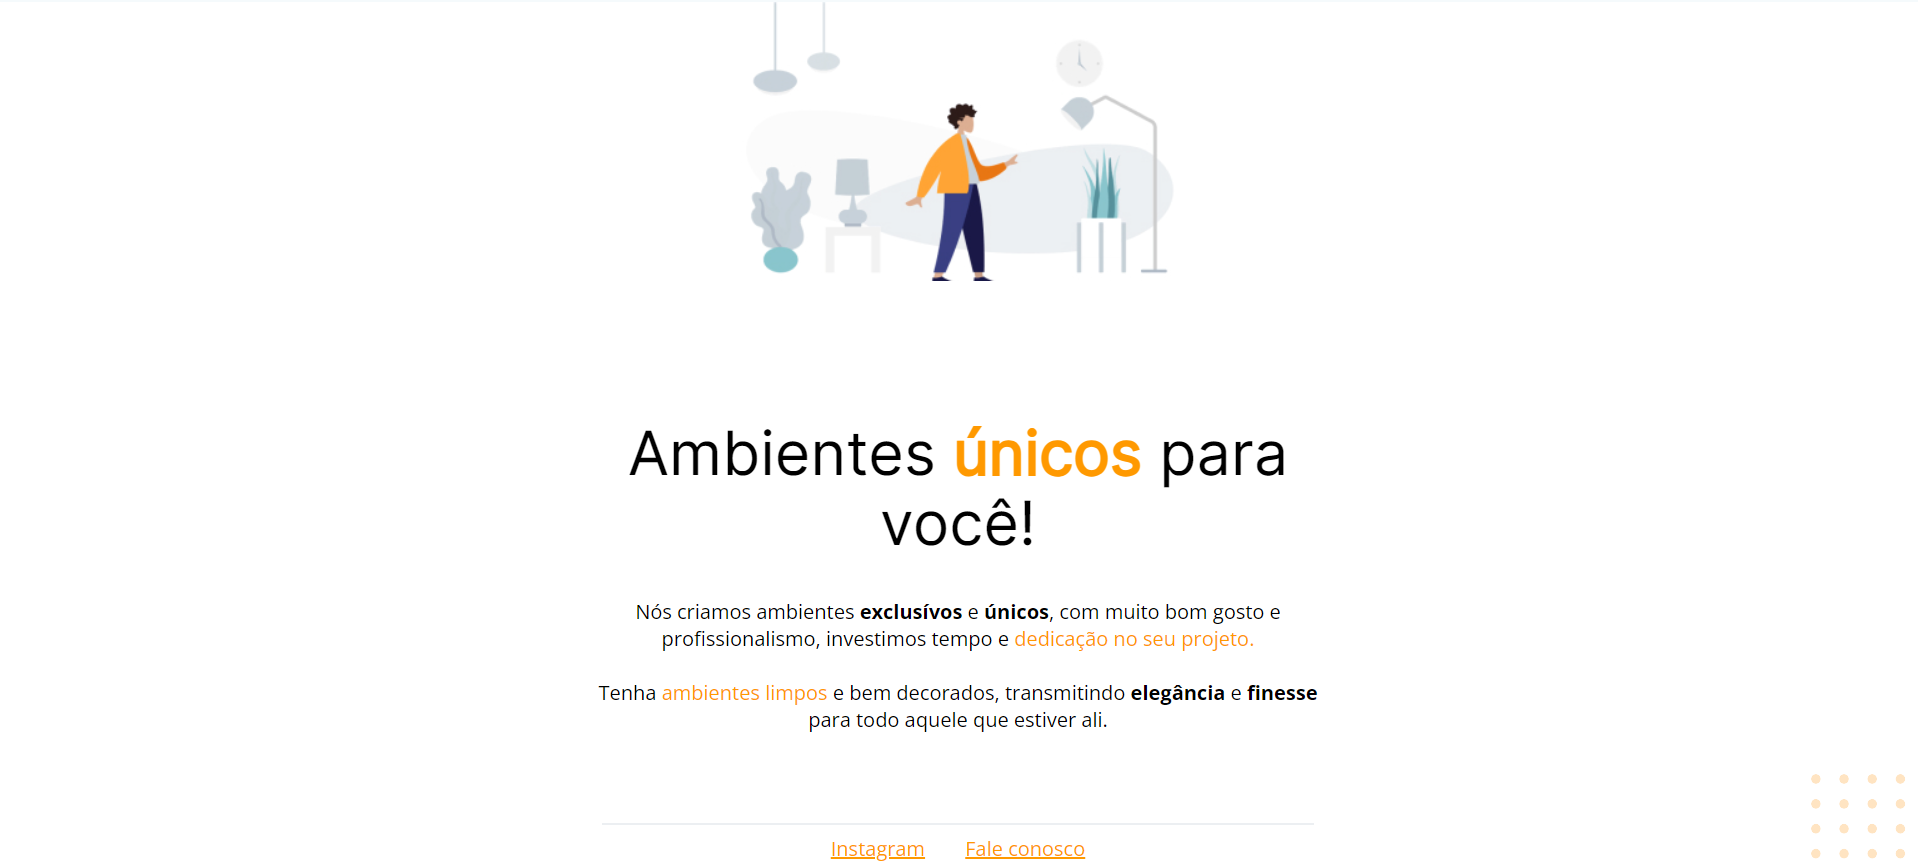 Ambientes únicos para
você!
Nós criamos ambientes exclusívos e únicos, com muito bom gosto e
profissionalismo, investimos tempo e dedicação no seu projeto.
Tenha ambientes limpos e bem decorados, transmitindo elegância e finesse
para todo aquele que estiver ali.
Instagram Fale conosco